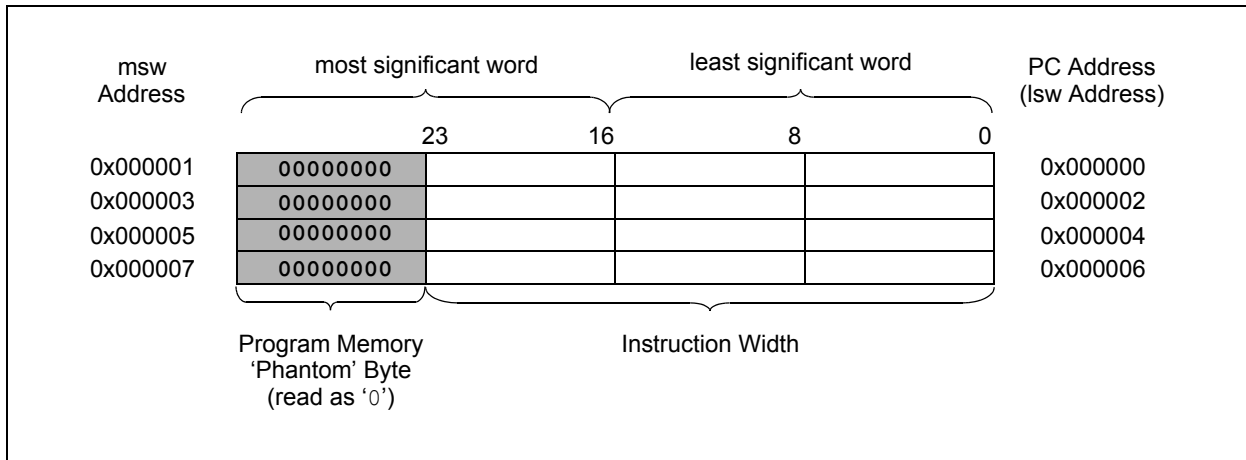 msw
Address
most significant word
least significant word
PC Address
(lsw Address)
23 16 8 0
0x000001 00000000 0x000000
0x000003 00000000 0x000002
0x000005 00000000 0x000004
0x000007 00000000 0x000006
Program Memory
‘Phantom’ Byte
(read as ‘0’)
Instruction Width